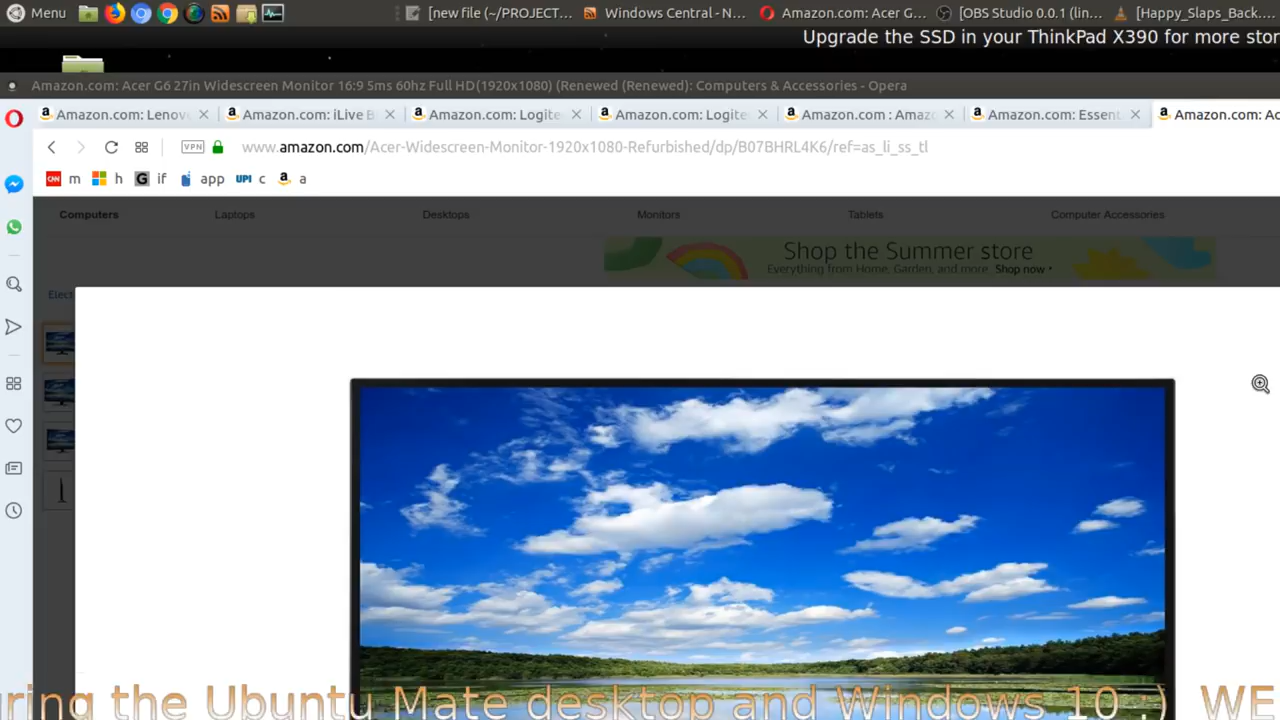 Menu [new file (~/PROJECT... Windows Central - N... Amazon.com: Acer G... [OBS Studio 0.0.1 (lin... [Happy_Slaps_Back....
Upgrade the SSD in your ThinkPad X390 for more stor
Amazon.com: Acer G6 27in Widescreen Monitor 16:9 5ms 60hz Full HD(1920x1080) (Renewed (Renewed): Computers & Accessories - Opera
Amazon.com: Lenov Amazon.com: iLive B Amazon.com: Logite Amazon.com: Logite Amazon.com : Amaz Amazon.com: Essent Amazon.com: Ac
VPN www.amazon.com/Acer-Widescreen-Monitor-1920x1080-Refurbished/dp/B07BHRL4K6/ref=as_li_ss_tl
CNN m h G if app UPI c a
Computers Laptops Desktops Monitors Tablets Computer Accessories
Shop the Summer store
Everything from Home, Garden, and more Shop now
Elect
uring the Ubuntu Mate desktop and Windows 10 :) WE